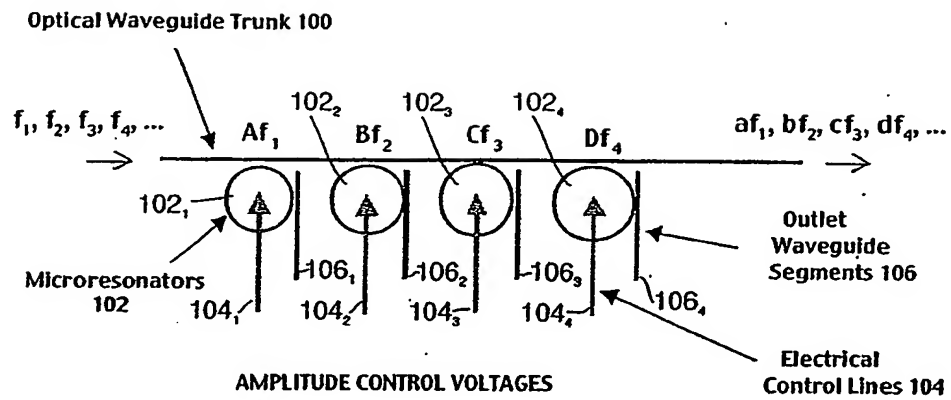 Optical Waveguide Trunk 100
f₁, f₂, f₃, f₄, ...
Af₁
102₂
Bf₂
102₃
Cf₃
102₄
Df₄
af₁, bf₂, cf₃, df₄, ...
102₁
Microresonators
102
104₁
106₁
104₂
106₂
104₃
106₃
104₄
106₄
Outlet
Waveguide
Segments 106
AMPLITUDE CONTROL VOLTAGES
Electrical
Control Lines 104